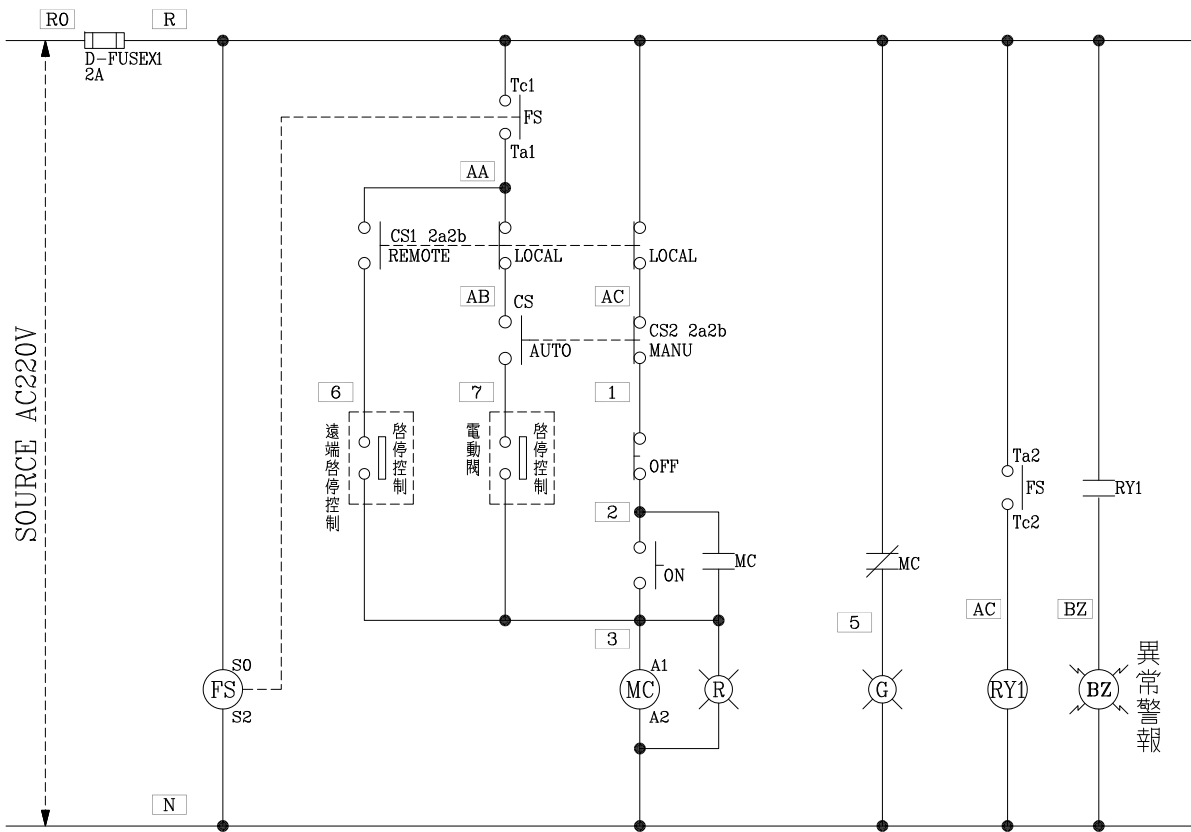 R0
R
D-FUSEX1
2A
Tc1
FS
Ta1
AA
CS1 2a2b
REMOTE
LOCAL
LOCAL
AB
CS
AC
CS2 2a2b
AUTO
MANU
SOURCE AC220V
6
7
1
遠端啓停控制
啓停控制
電動閥
啓停控制
OFF
Ta2
FS
Tc2
RY1
2
MC
ON
MC
AC
BZ
5
3
S0
FS
S2
A1
MC
A2
R
G
RY1
BZ
異常警報
N